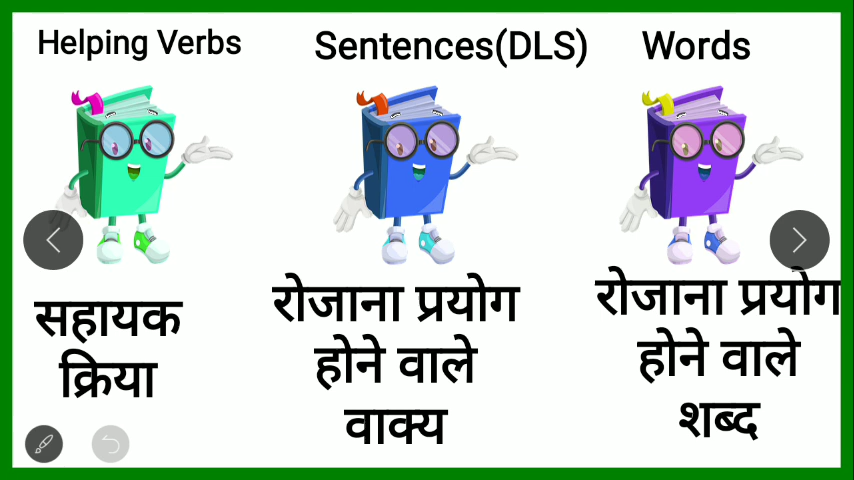 Helping Verbs
सहायक
क्रिया
Sentences(DLS)
रोजाना प्रयोग
होने वाले
वाक्य
Words
रोजाना प्रयोग
होने वाले
शब्द